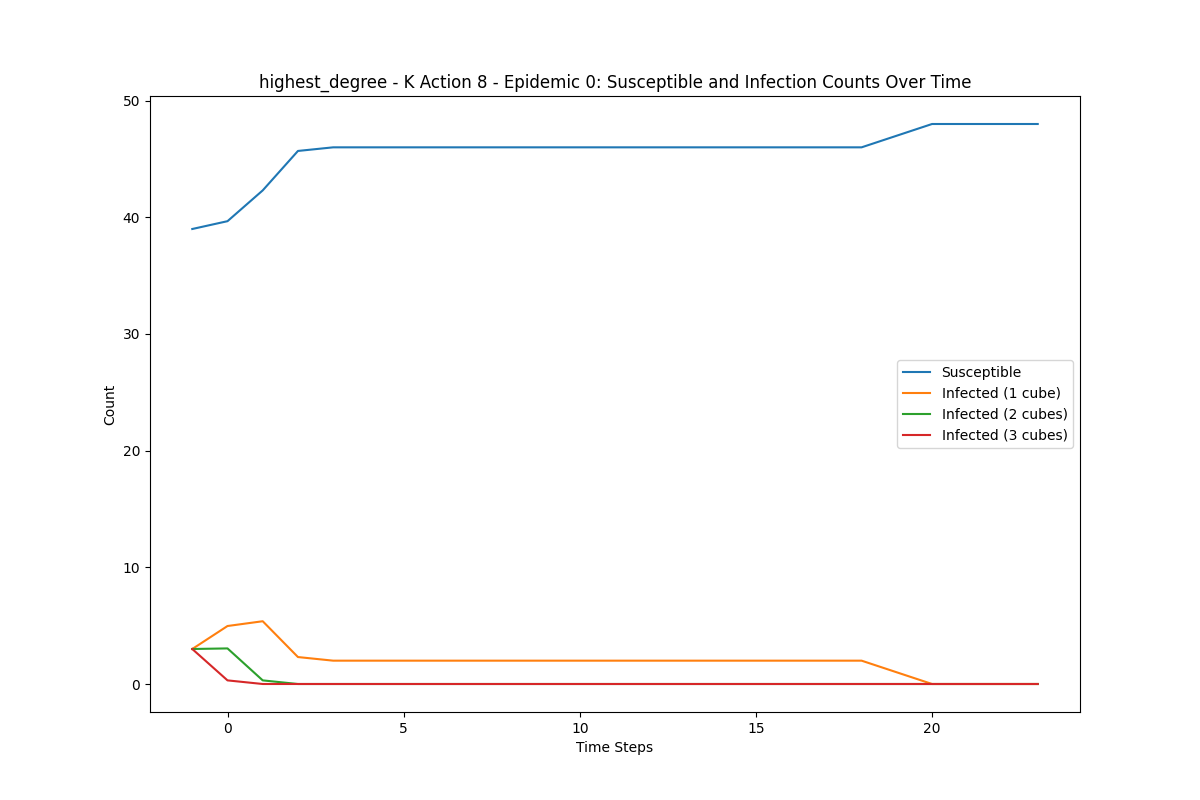 highest_degree - K Action 8 - Epidemic 0: Susceptible and Infection Counts Over Time
50
40
30
20
10
0
Count
Susceptible
Infected (1 cube)
Infected (2 cubes)
Infected (3 cubes)
0 5 10 15 20
Time Steps